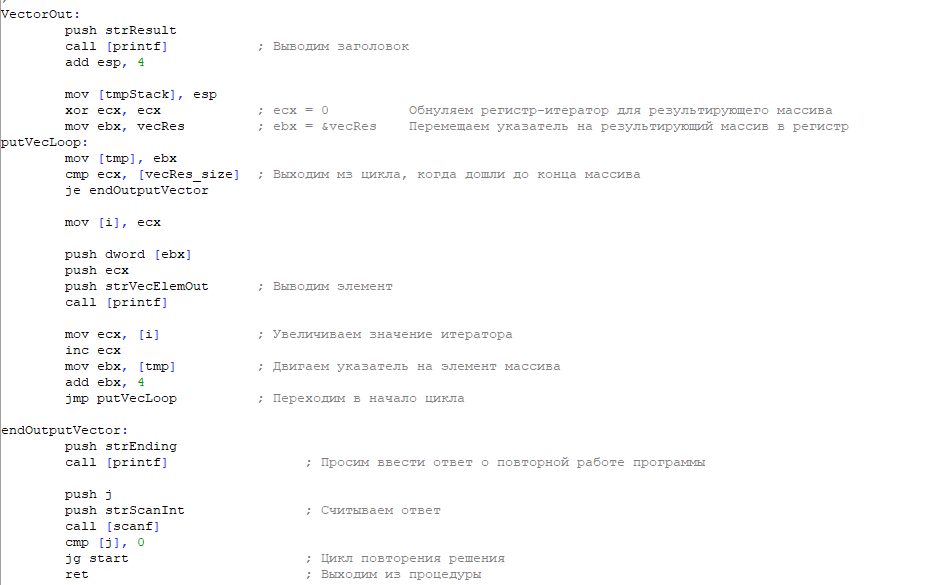 VectorOut:
push strResult
call [printf] ; Выводим заголовок
add esp, 4
mov [tmpStack], esp
xor ecx, ecx ; ecx = 0 Обнуляем регистр-итератор для результирующего массива
mov ebx, vecRes ; ebx = &vecRes Перемещаем указатель на результирующий массив в регистр
putVecLoop:
mov [tmp], ebx
cmp ecx, [vecRes_size] ; Выходим мз цикла, когда дошли до конца массива
je endOutputVector
mov [i], ecx
push dword [ebx]
push ecx
push strVecElemOut ; Выводим элемент
call [printf]
mov ecx, [i] ; Увеличиваем значение итератора
inc ecx
mov ebx, [tmp] ; Двигаем указатель на элемент массива
add ebx, 4
jmp putVecLoop ; Переходим в начало цикла
endOutputVector:
push strEnding
call [printf] ; Просим ввести ответ о повторной работе программы
push j
push strScanInt ; Считываем ответ
call [scanf]
cmp [j], 0
jg start ; Цикл повторения решения
ret ; Выходим из процедуры